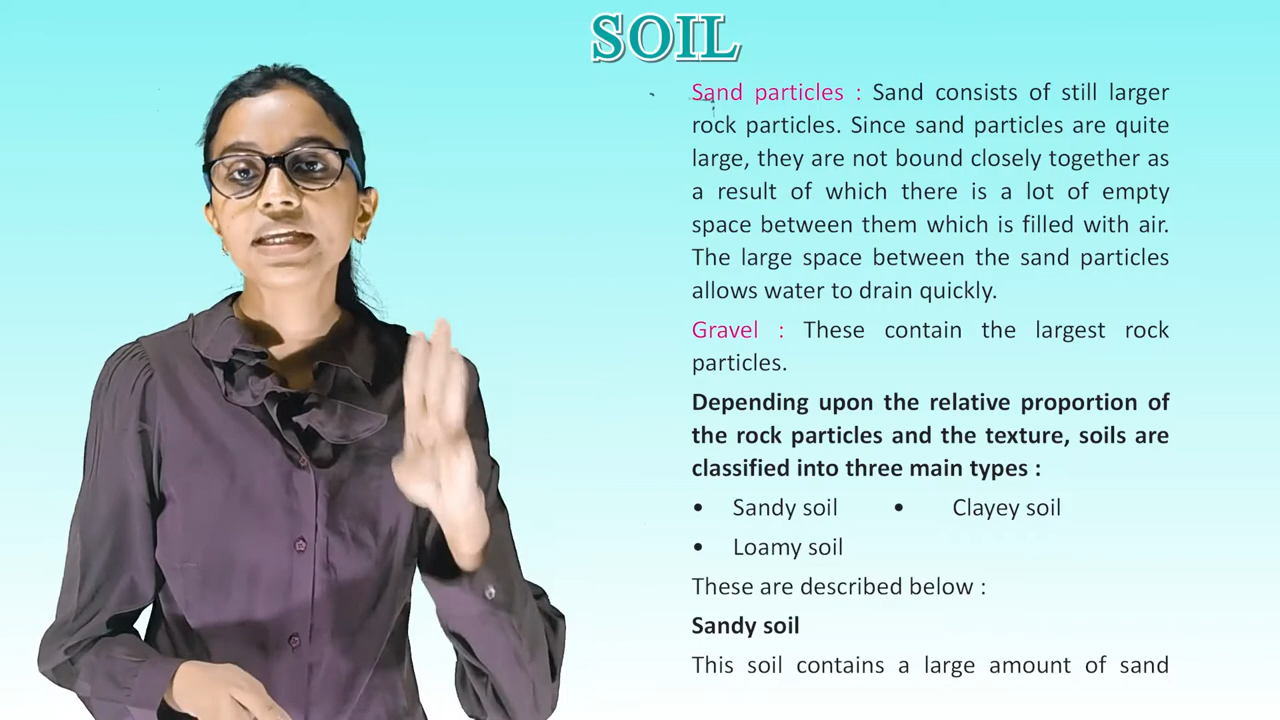 SOIL
Sand particles : Sand consists of still larger
rock particles. Since sand particles are quite
large, they are not bound closely together as
a result of which there is a lot of empty
space between them which is filled with air.
The large space between the sand particles
allows water to drain quickly.
Gravel : These contain the largest rock
particles.
Depending upon the relative proportion of
the rock particles and the texture, soils are
classified into three main types :
• Sandy soil • Clayey soil
• Loamy soil
These are described below :
Sandy soil
This soil contains a large amount of sand